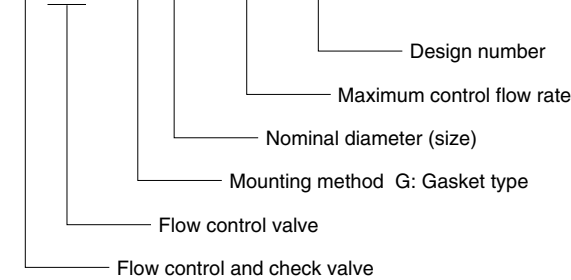 Design number
Maximum control flow rate
Nominal diameter (size)
Mounting method  G: Gasket type
Flow control valve
Flow control and check valve